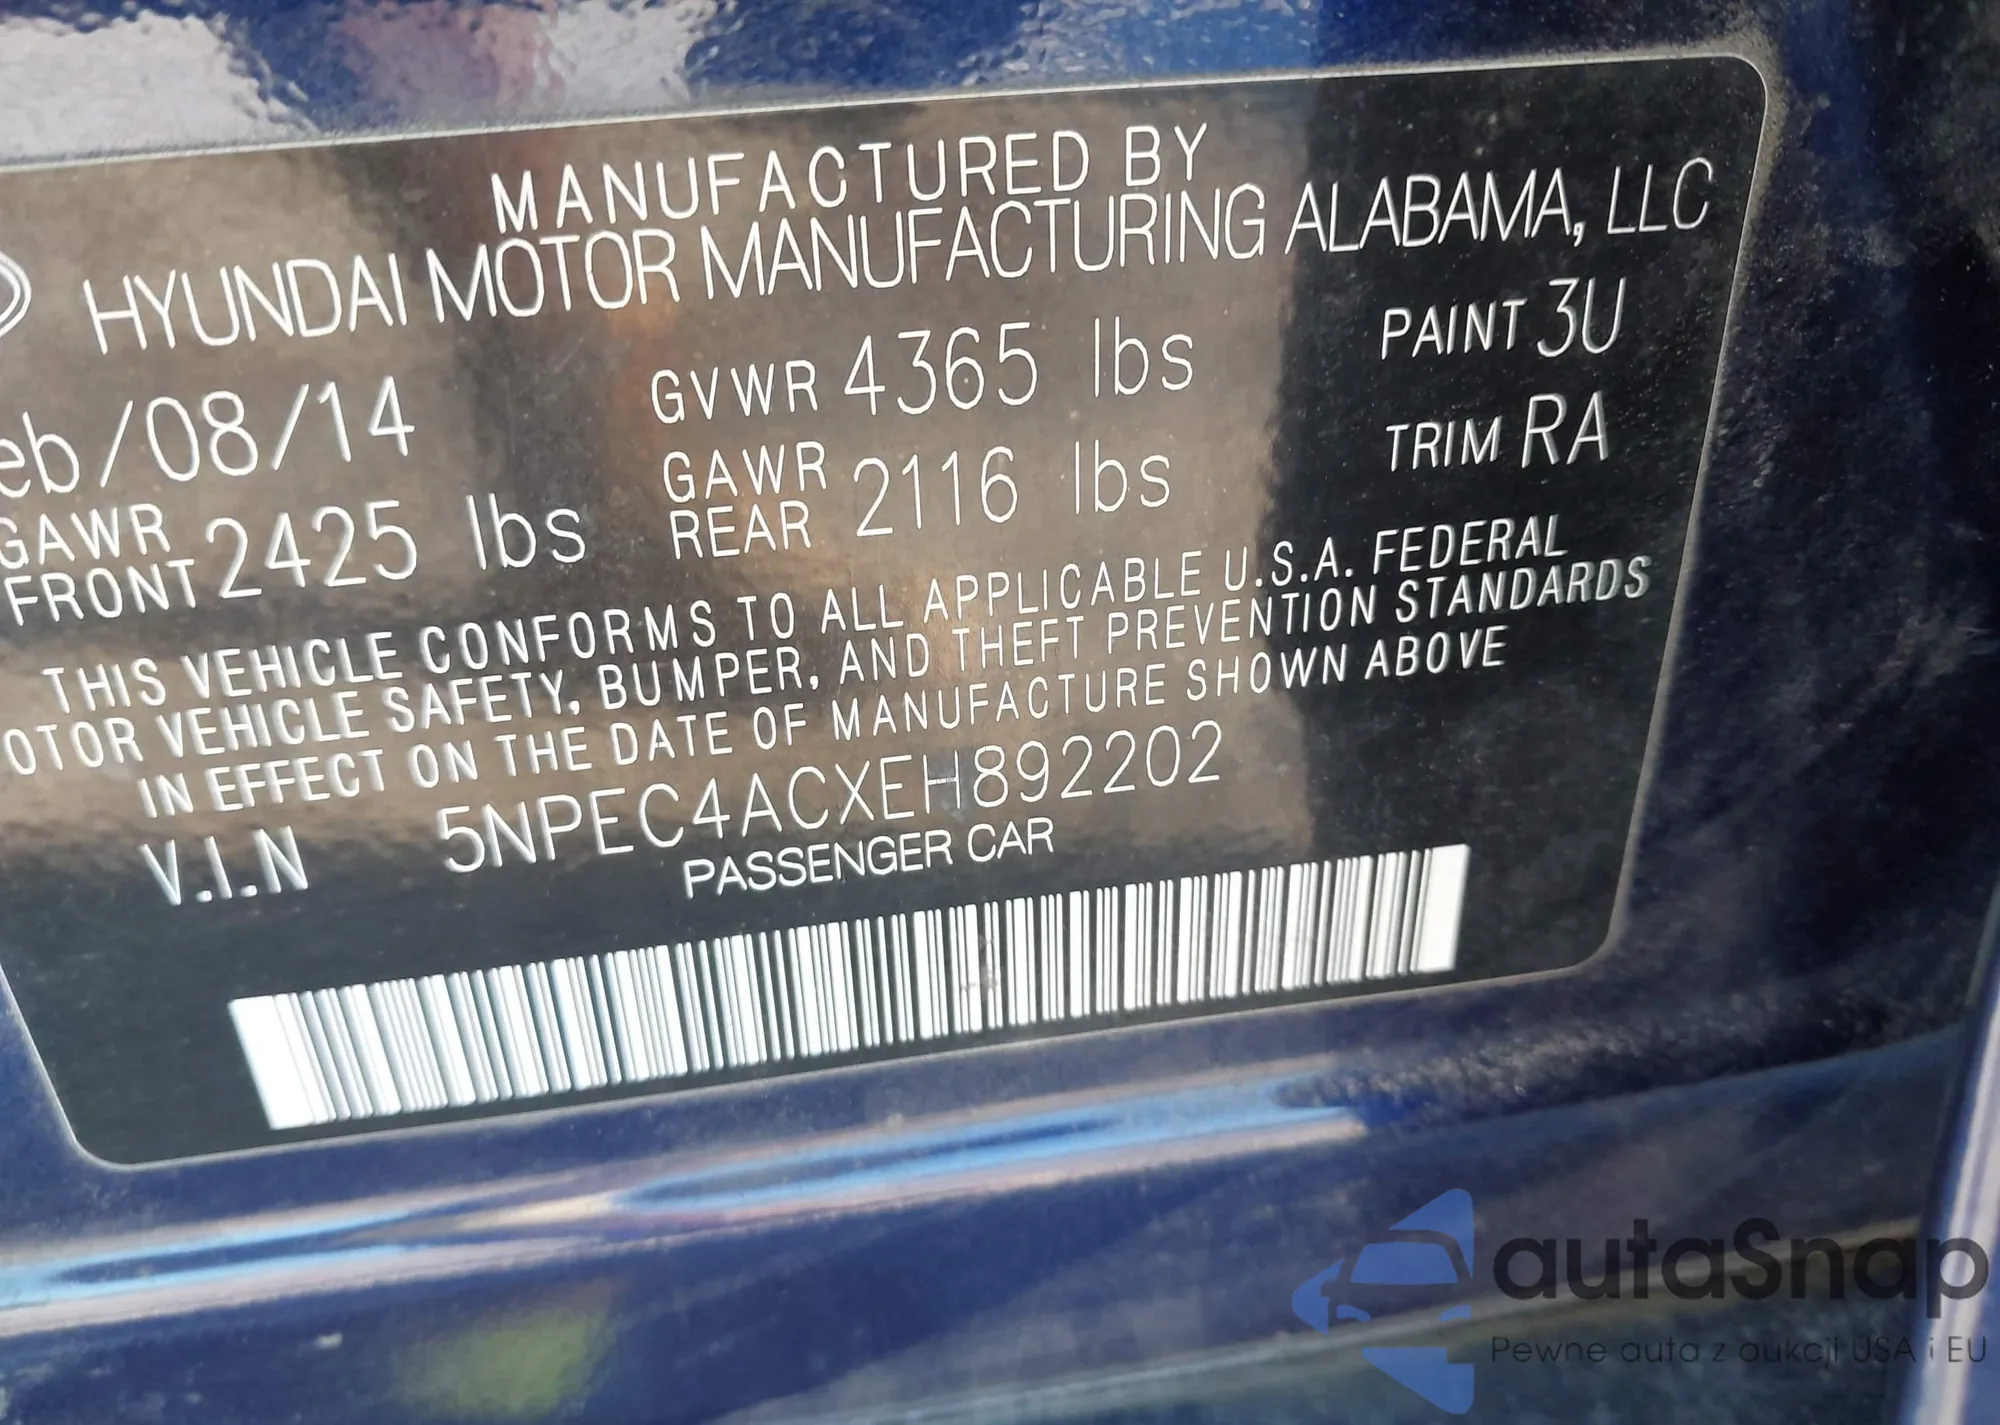 MANUFACTURED BY
HYUNDAI MOTOR MANUFACTURING ALABAMA, LLC
eb/08/14 GVWR 4365 lbs PAINT 3U
GAWR FRONT 2425 lbs GAWR REAR 2116 lbs TRIM RA
THIS VEHICLE CONFORMS TO ALL APPLICABLE U.S.A. FEDERAL
OTOR VEHICLE SAFETY, BUMPER, AND THEFT PREVENTION STANDARDS
IN EFFECT ON THE DATE OF MANUFACTURE SHOWN ABOVE
V.I.N 5NPEC4ACXEH892202
PASSENGER CAR
autaSnap
Pewne auta z aukcji USA i EU